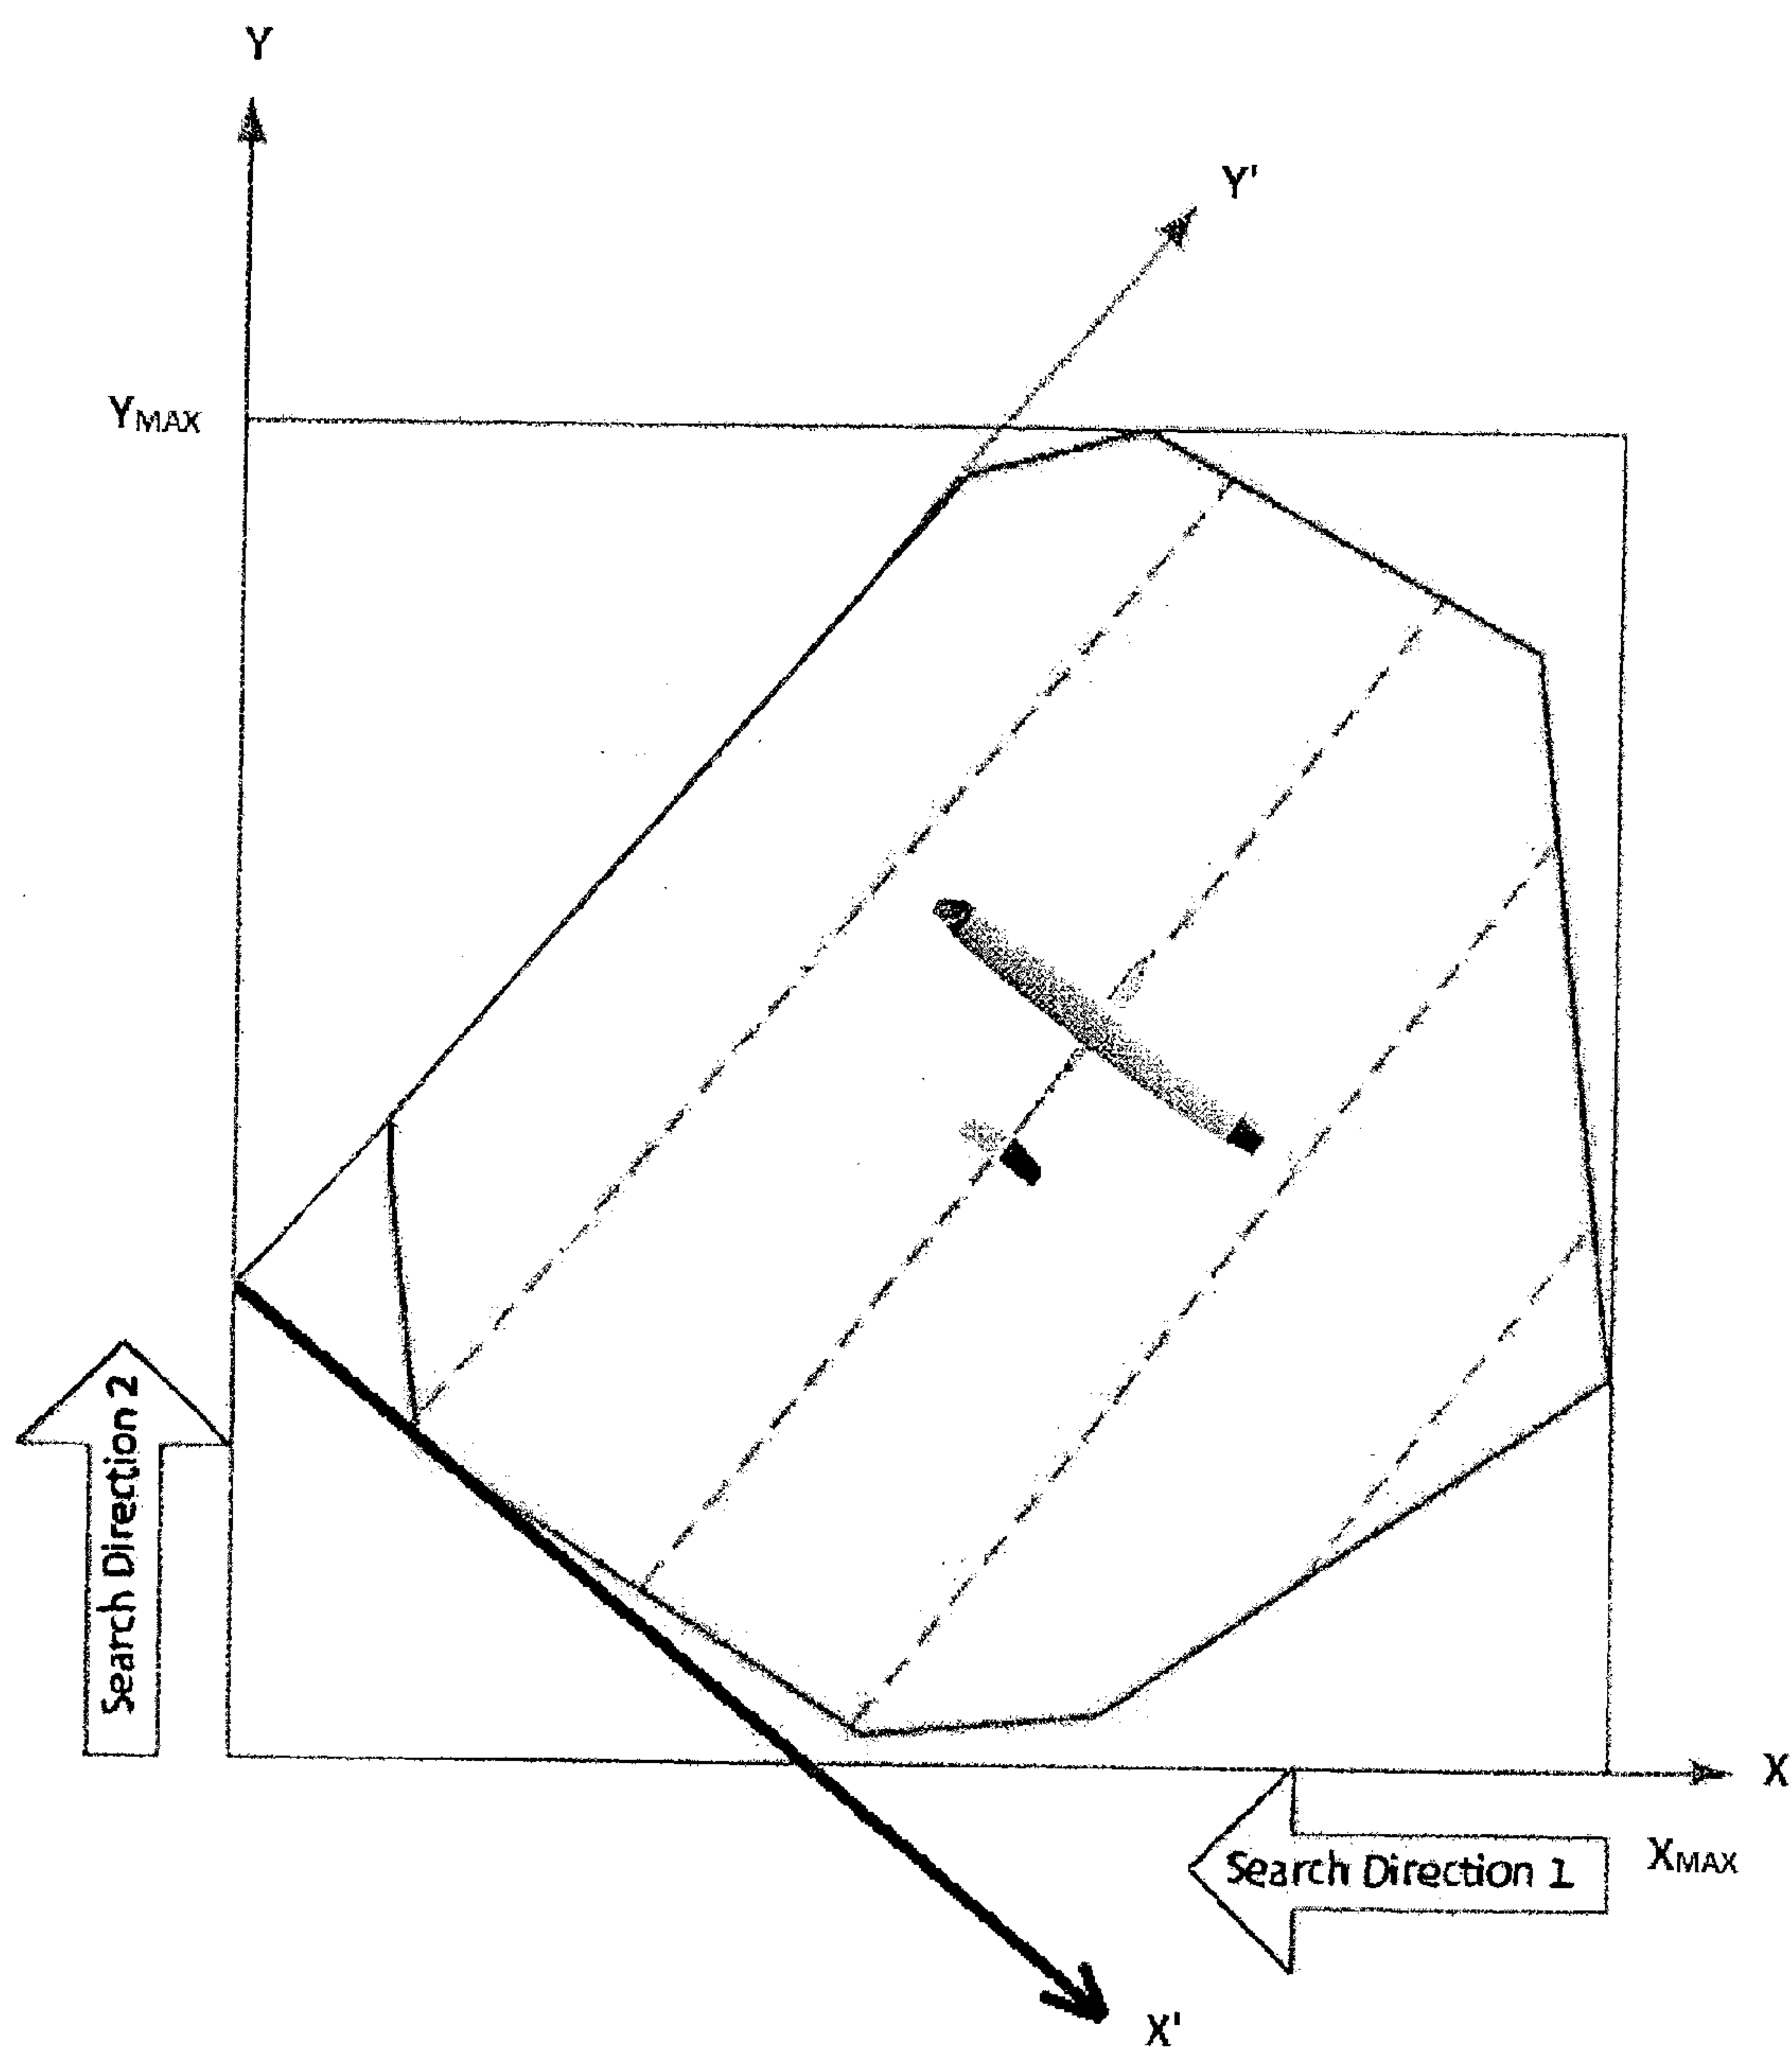 Y
Y'
YMAX
Search Direction 2
X
Search Direction 1
XMAX
X'